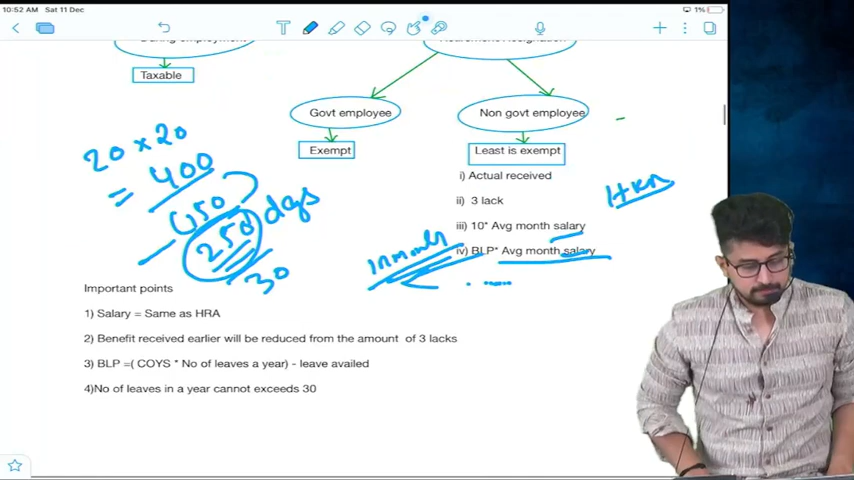 10:52 AM Sat 11 Dec
1%
T
During employment
Retirement/Resignation
Taxable
Govt employee
Non govt employee
Exempt
Least is exempt
i) Actual received
ii) 3 lack
iii) 10* Avg month salary
iv) BLP* Avg month salary
HRA
20 x 20
= 400
150
250 days
30
in months
Important points
1) Salary = Same as HRA
2) Benefit received earlier will be reduced from the amount of 3 lacks
3) BLP =( COYS * No of leaves a year) - leave availed
4)No of leaves in a year cannot exceeds 30